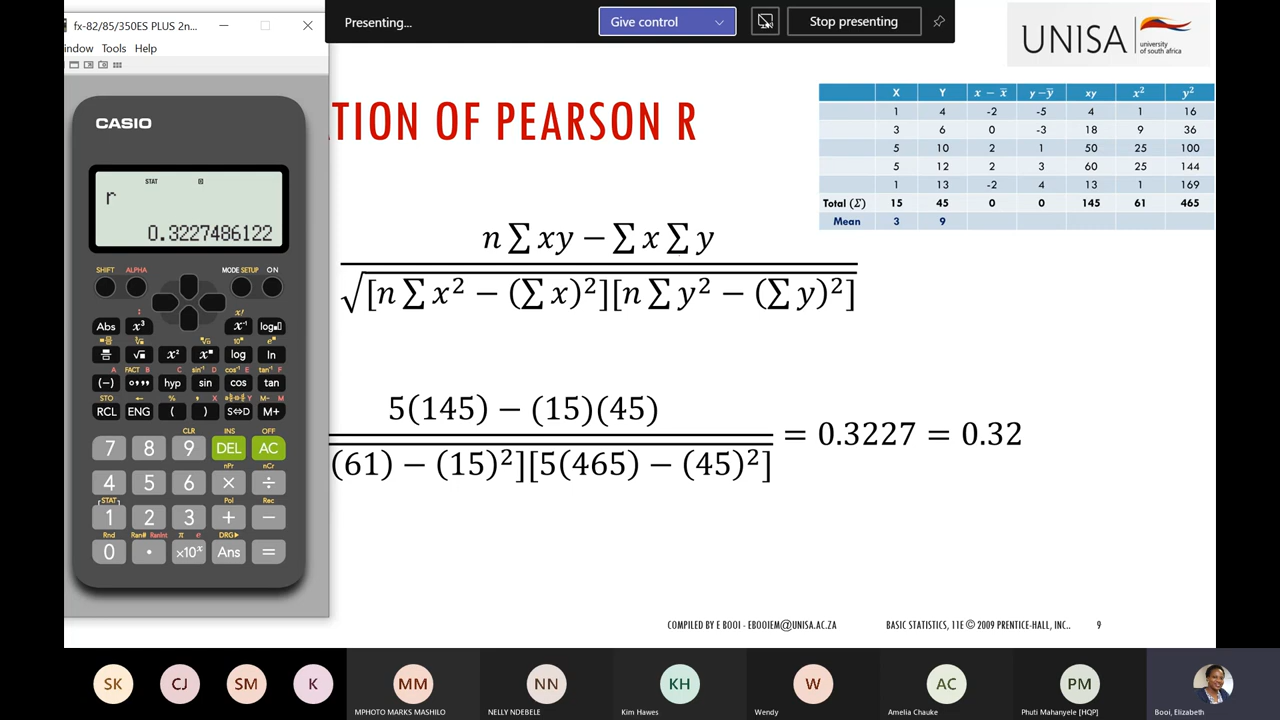 fx-82/85/350ES PLUS 2n...
indow Tools Help
Presenting...
Give control
Stop presenting
UNISA university of south africa
CASIO
STAT
r
0.3227486122
SHIFT ALPHA MODE SETUP ON
Abs x³ x⁻¹ log
x² log ln
(−) hyp sin cos tan
RCL ENG ( ) S⇔D M+
7 8 9 DEL AC
4 5 6 × ÷
1 2 3 + −
0 . ×10ˣ Ans =
TION OF PEARSON R
X Y x − x̄ y − ȳ xy x² y²
1 4 -2 -5 4 1 16
3 6 0 -3 18 9 36
5 10 2 1 50 25 100
5 12 2 3 60 25 144
1 13 -2 4 13 1 169
Total (Σ) 15 45 0 0 145 61 465
Mean 3 9
n ∑ xy − ∑ x ∑ y
√[n ∑ x² − (∑ x)²][n ∑ y² − (∑ y)²]
5(145) − (15)(45)
(61) − (15)²][5(465) − (45)²]
= 0.3227 = 0.32
COMPILED BY E BOOI - EBOOIEM@UNISA.AC.ZA BASIC STATISTICS, 11E © 2009 PRENTICE-HALL, INC.. 9
SK CJ SM K MM NN KH W AC PM
MPHOTO MARKS MASHILO NELLY NDEBELE Kim Hawes Wendy Amelia Chauke Phuti Mahanyele [HQP] Booi, Elizabeth